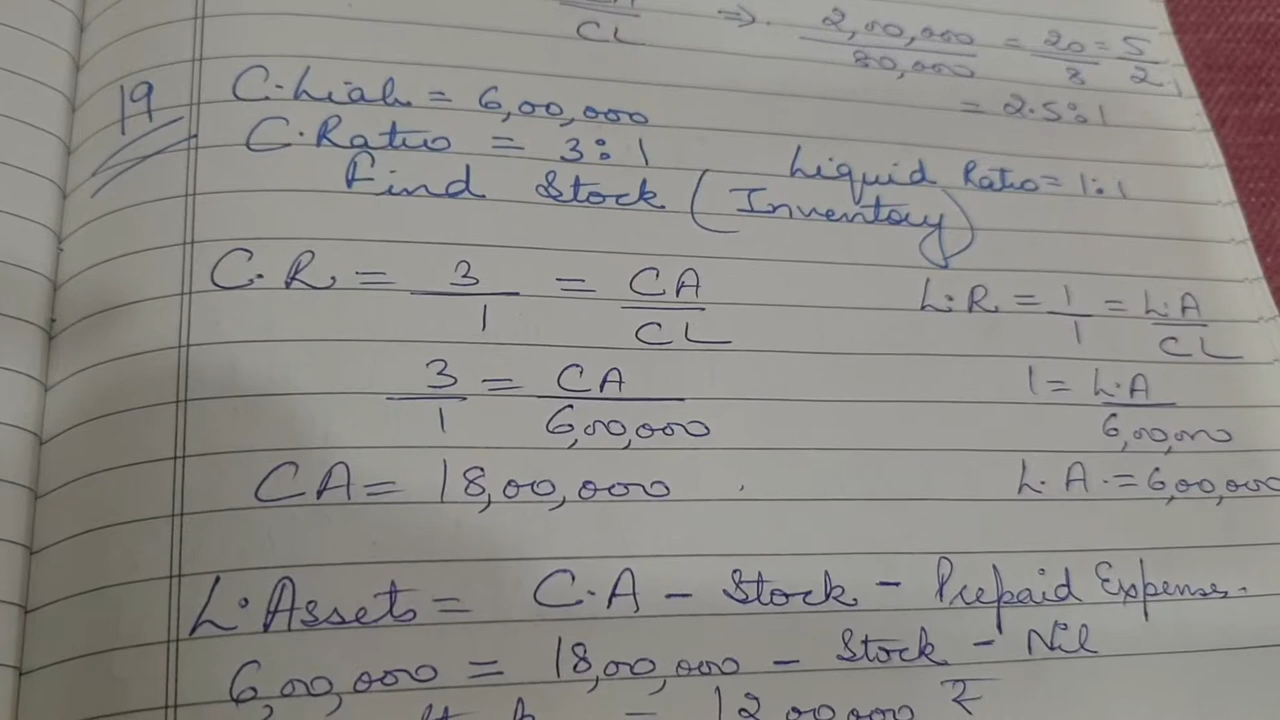 CL ⇒. 2,00,000/80,000 = 20/8 = 5/2
= 2.5:1
19 C.Liab = 6,00,000
C.Ratio = 3:1 Liquid Ratio = 1:1
Find Stock (Inventory)
C.R = 3/1 = CA/CL L.R = 1/1 = L.A/CL
3/1 = CA/6,00,000 1 = L.A/6,00,000
CA = 18,00,000 L.A. = 6,00,000
L.Assets = C.A - Stock - Prepaid Expenses.
6,00,000 = 18,00,000 - Stock - Nil
= 12,00,000 ₹